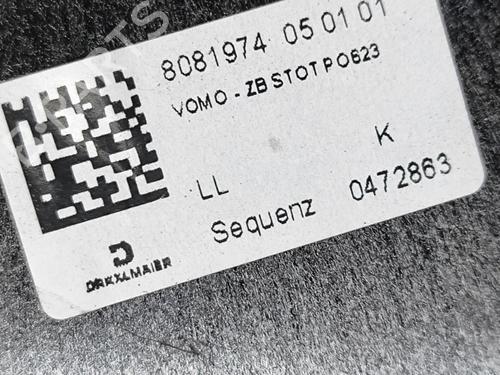 8081974 05 01 01
VOMO - ZB STOT PO623
LL K
Sequenz 0472863
DRÄXLMAIER